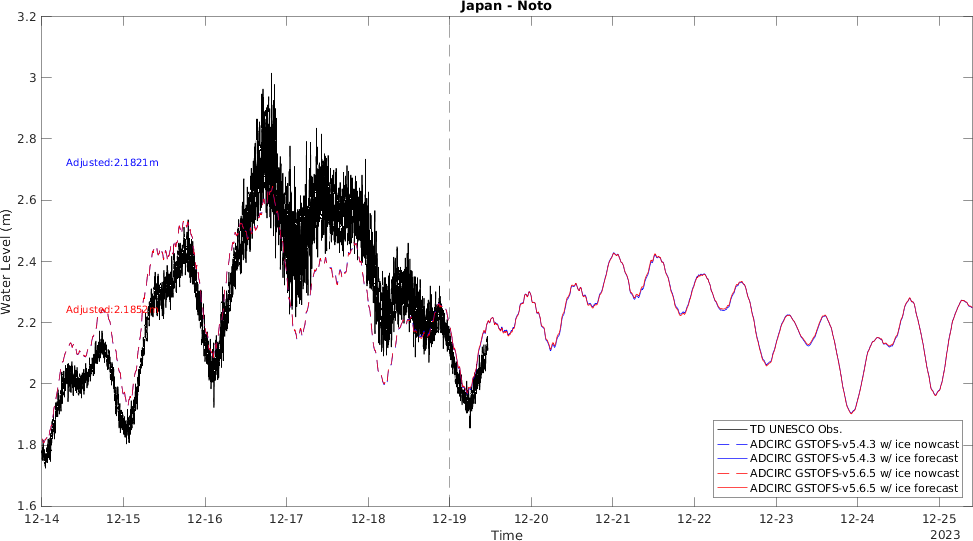 Japan - Noto
3.2
3
2.8
2.6
2.4
2.2
2
1.8
1.6
Water Level (m)
Adjusted:2.1821m
Adjusted:2.1852m
TD UNESCO Obs.
ADCIRC GSTOFS-v5.4.3 w/ ice nowcast
ADCIRC GSTOFS-v5.4.3 w/ ice forecast
ADCIRC GSTOFS-v5.6.5 w/ ice nowcast
ADCIRC GSTOFS-v5.6.5 w/ ice forecast
12-14 12-15 12-16 12-17 12-18 12-19 12-20 12-21 12-22 12-23 12-24 12-25
Time
2023